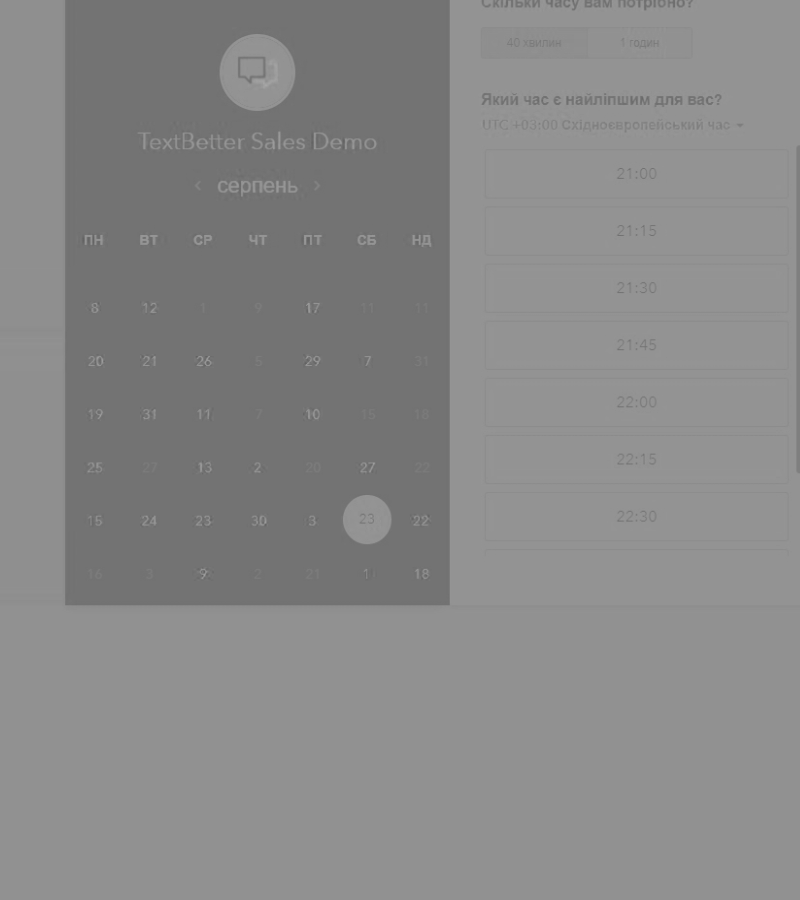 TextBetter Sales Demo
серпень
ПН ВТ СР ЧТ ПТ СБ НД
8 12 1 9 17 11 11
20 21 26 5 29 7 31
19 31 11 7 10 15 18
25 27 13 2 20 27 22
15 24 23 30 3 23 22
16 3 9 2 21 1 18
Скільки часу вам потрібно?
40 хвилин 1 годин
Який час є найліпшим для вас?
UTC +03:00 Східноєвропейський час
21:00
21:15
21:30
21:45
22:00
22:15
22:30